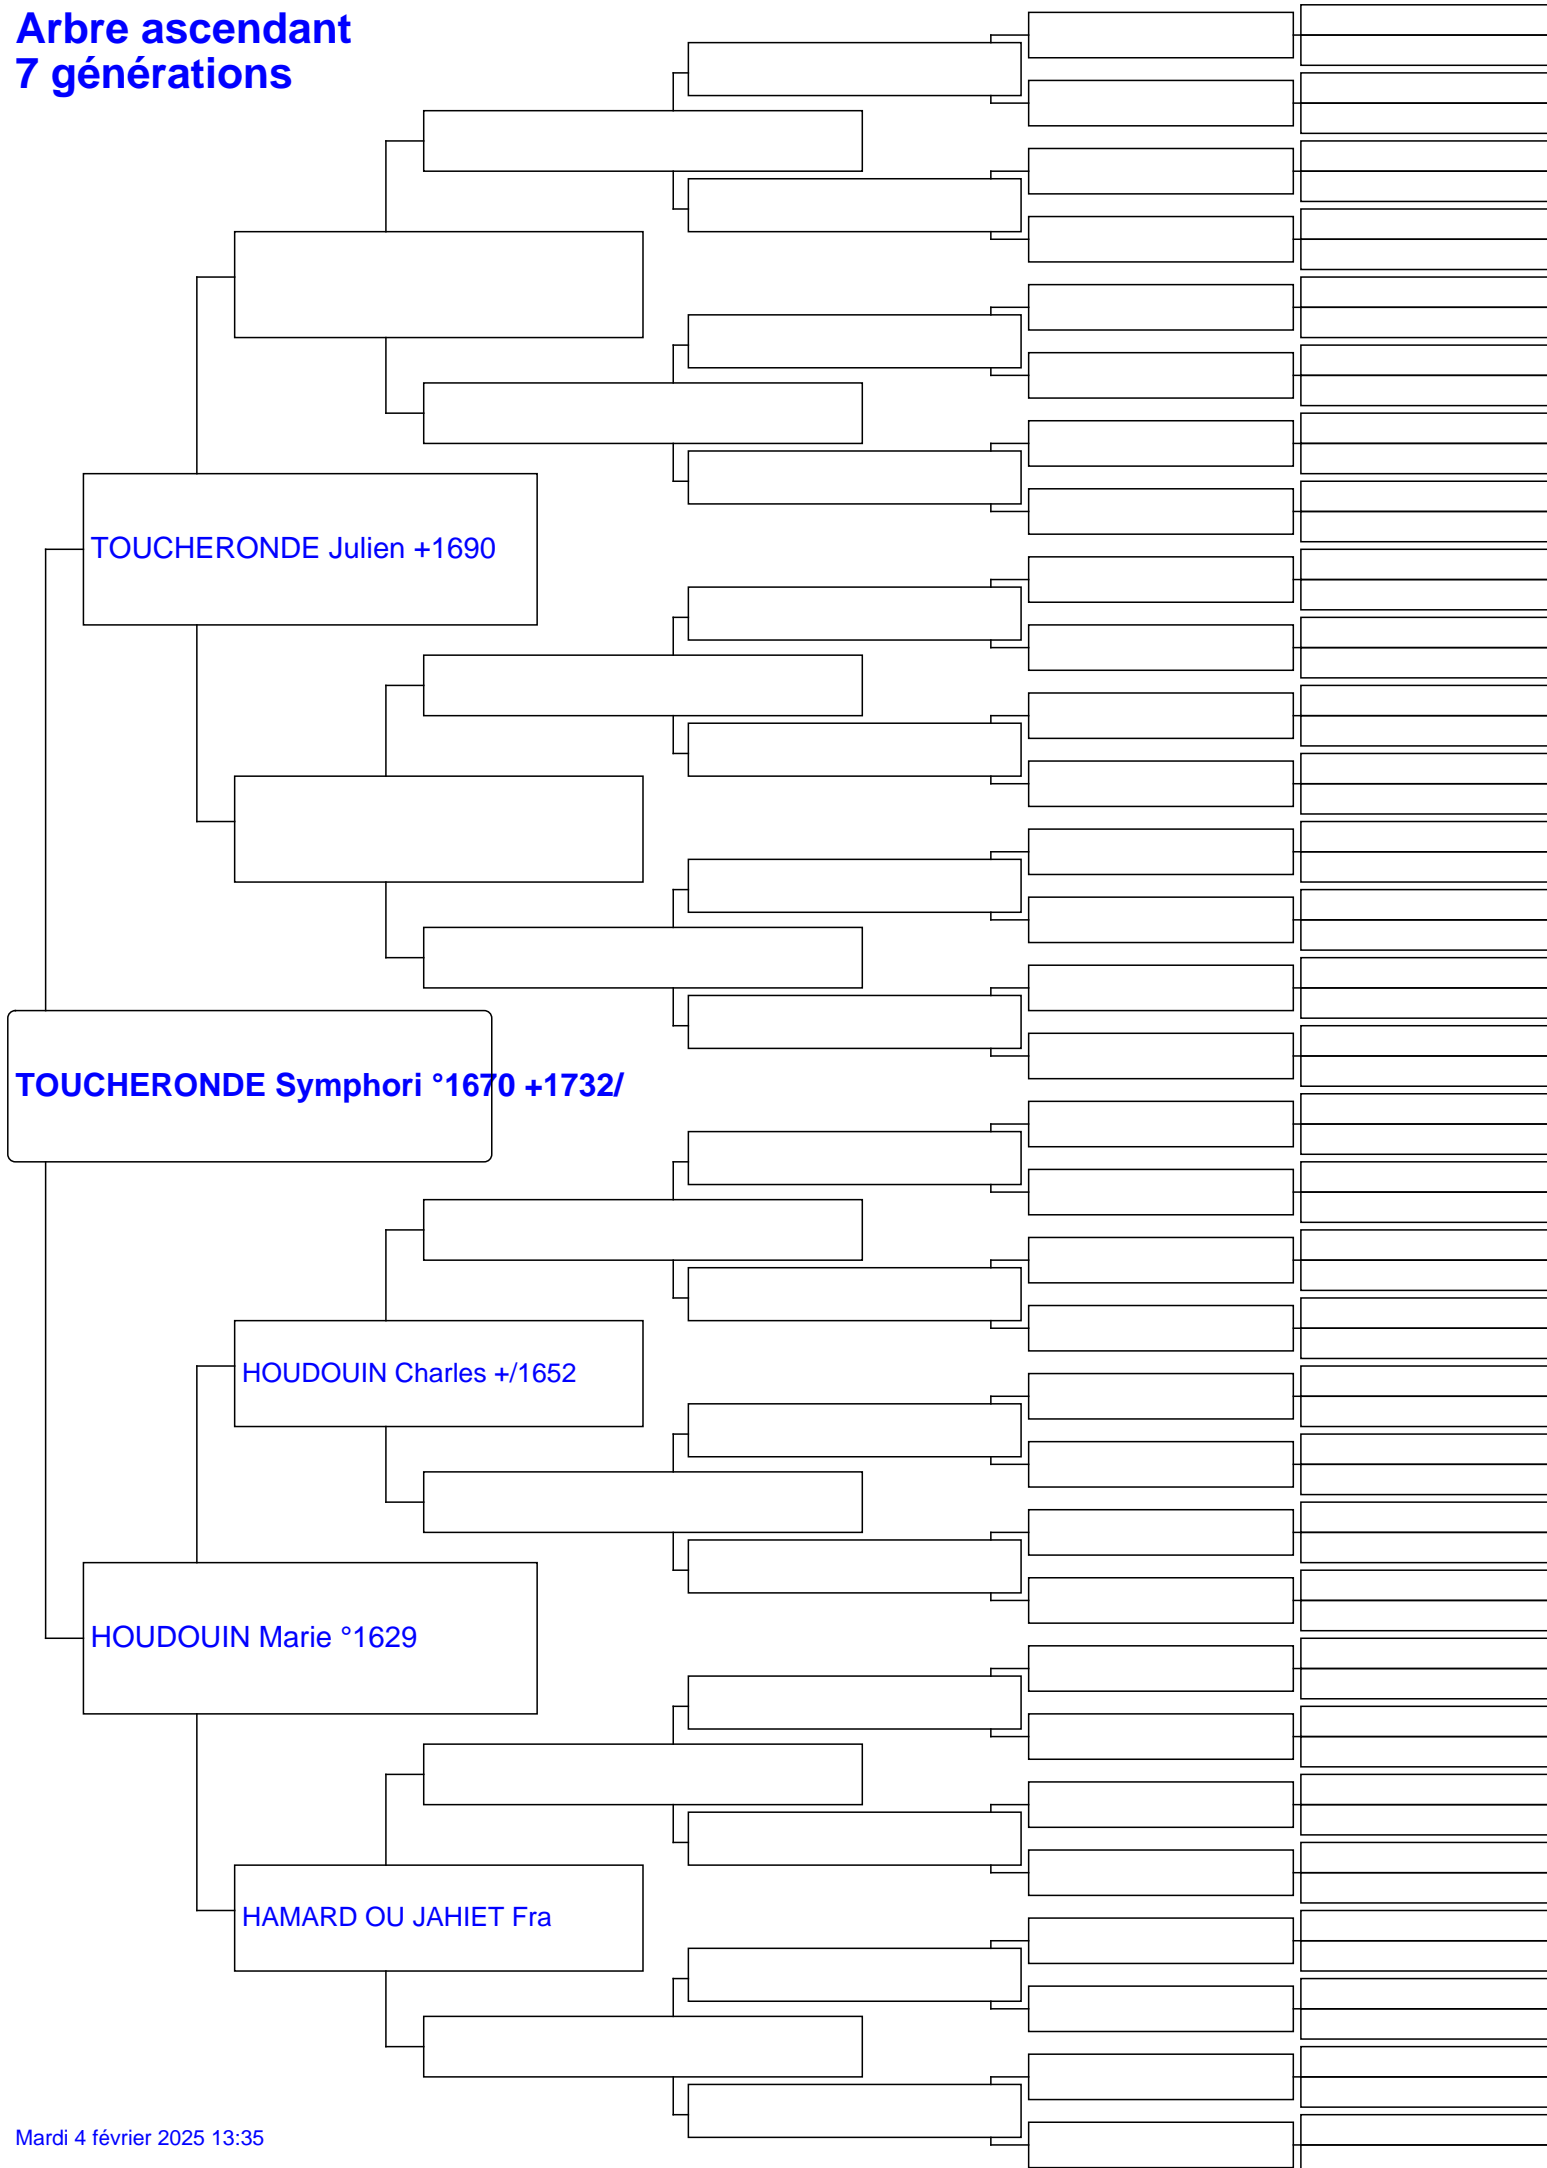 Arbre ascendant
7 générations
TOUCHERONDE Julien +1690
TOUCHERONDE Symphori °1670 +1732/
HOUDOUIN Charles +/1652
HOUDOUIN Marie °1629
HAMARD OU JAHIET Fra
Mardi 4 février 2025 13:35